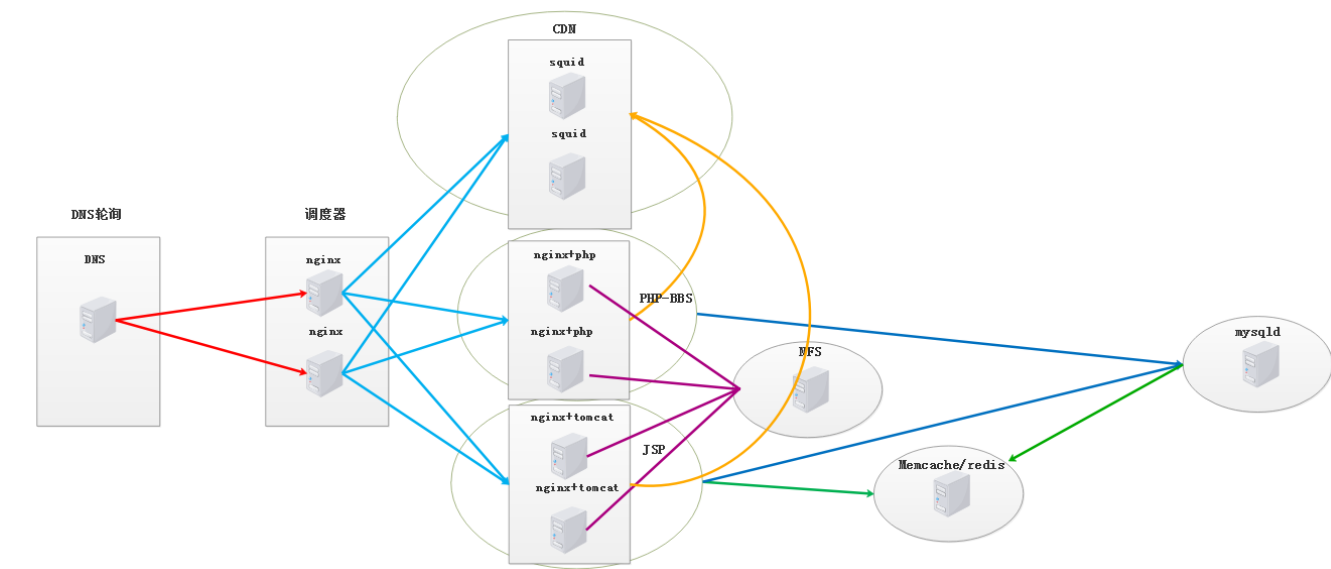 CDN
squid
squid
DNS轮询
调度器
DNS
nginx
nginx
nginx+php
PHP-BBS
nginx+php
NFS
mysqld
nginx+tomcat
JSP
nginx+tomcat
Memcache/redis